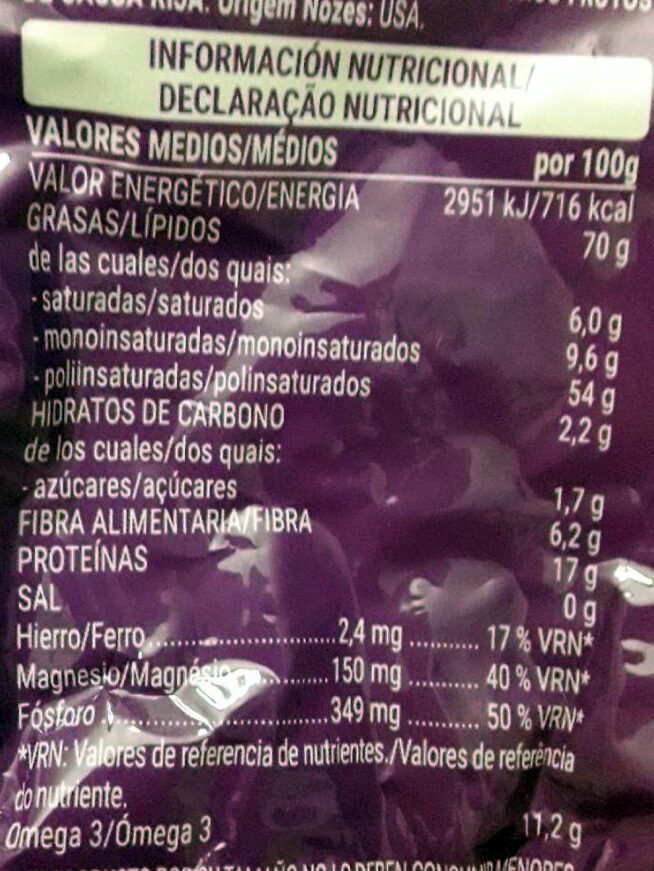 Origem Nozes: USA.
INFORMACIÓN NUTRICIONAL/
DECLARAÇÃO NUTRICIONAL
VALORES MEDIOS/MÉDIOS por 100g
VALOR ENERGÉTICO/ENERGIA 2951 kJ/716 kcal
GRASAS/LÍPIDOS 70 g
de las cuales/dos quais:
- saturadas/saturados 6,0 g
- monoinsaturadas/monoinsaturados 9,6 g
- poliinsaturadas/polinsaturados 54 g
HIDRATOS DE CARBONO 2,2 g
de los cuales/dos quais:
- azúcares/açúcares 1,7 g
FIBRA ALIMENTARIA/FIBRA 6,2 g
PROTEÍNAS 17 g
SAL 0 g
Hierro/Ferro.......................2,4 mg .......... 17 % VRN*
Magnesio/Magnésio............150 mg .......... 40 % VRN*
Fósforo ...........................349 mg .......... 50 % VRN*
*VRN: Valores de referencia de nutrientes./Valores de referência
do nutriente.
Omega 3/Ómega 3 11,2 g